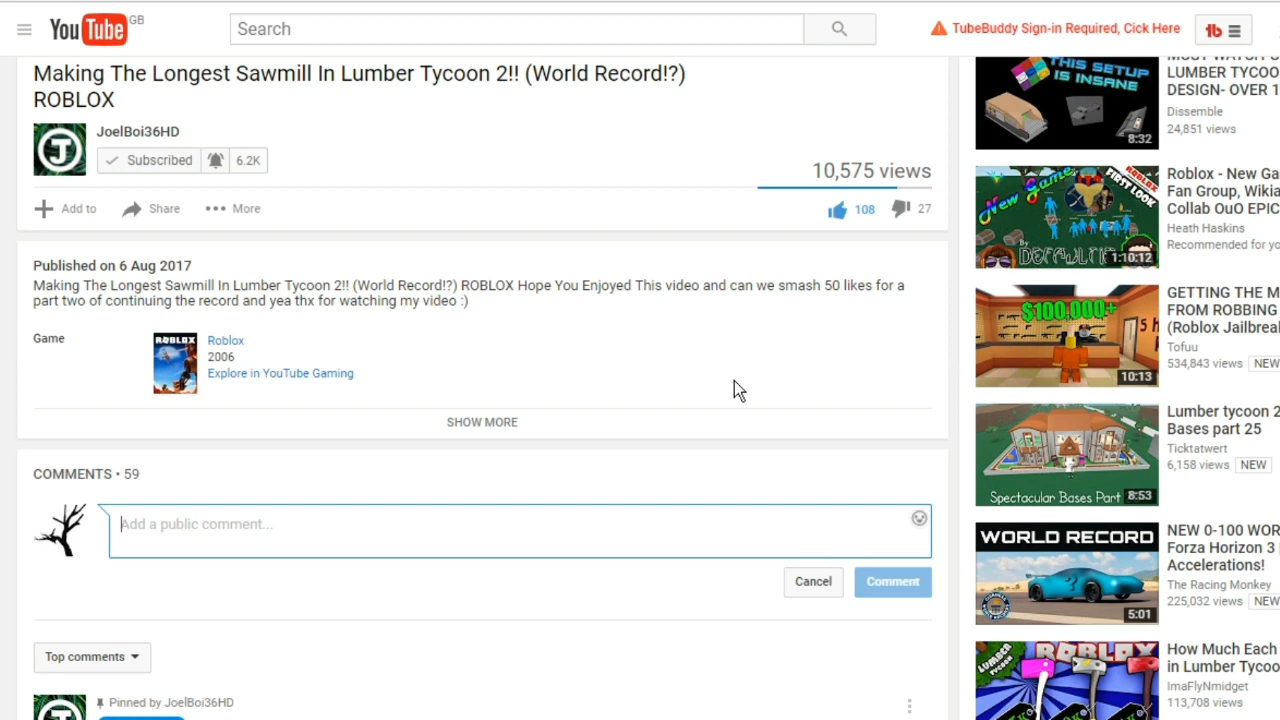 YouTube GB
Search
TubeBuddy Sign-in Required, Cick Here
Making The Longest Sawmill In Lumber Tycoon 2!! (World Record!?)
ROBLOX
JoelBoi36HD
Subscribed 6.2K
10,575 views
Add to Share More
108 27
Published on 6 Aug 2017
Making The Longest Sawmill In Lumber Tycoon 2!! (World Record!?) ROBLOX Hope You Enjoyed This video and can we smash 50 likes for a
part two of continuing the record and yea thx for watching my video :)
Game
ROBLOX
Roblox
2006
Explore in YouTube Gaming
SHOW MORE
COMMENTS • 59
Add a public comment...
Cancel Comment
Top comments
Pinned by JoelBoi36HD
THIS SETUP
IS INSANE
8:32
LUMBER TYCOO
DESIGN- OVER 1
Dissemble
24,851 views
New Game
ROBLOX
FIRST LOOK
By
DEFAULTIO
1:10:12
Roblox - New Ga
Fan Group, Wikia
Collab OuO EPIC
Heath Haskins
Recommended for yo
$100,000+
10:13
GETTING THE M
FROM ROBBING
(Roblox Jailbreak
Tofuu
534,843 views NEW
Spectacular Bases Part
8:53
Lumber tycoon 2
Bases part 25
Ticktatwert
6,158 views NEW
WORLD RECORD
5:01
NEW 0-100 WOR
Forza Horizon 3
Accelerations!
The Racing Monkey
225,032 views NEW
LUMBER
TYCOON
ROBLOX
How Much Each
in Lumber Tycoo
ImaFlyNmidget
113,708 views